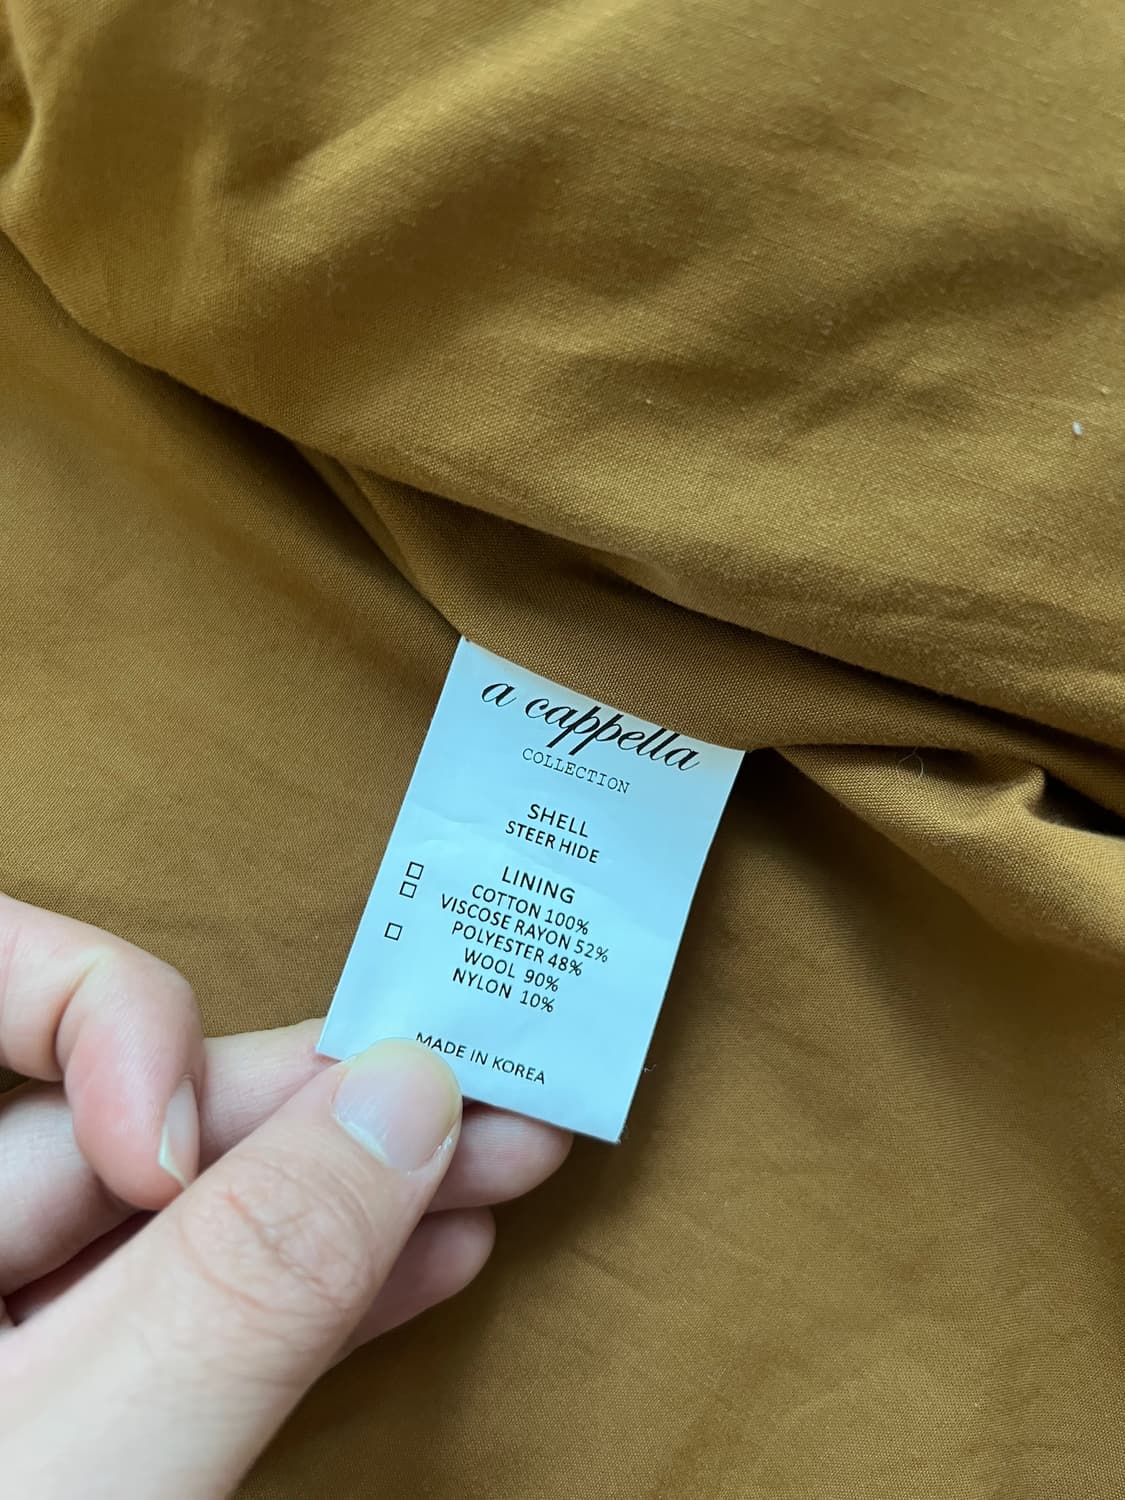 a cappella
COLLECTION
SHELL
STEER HIDE
LINING
☐ COTTON 100%
☐ VISCOSE RAYON 52%
POLYESTER 48%
☐ WOOL 90%
NYLON 10%
MADE IN KOREA